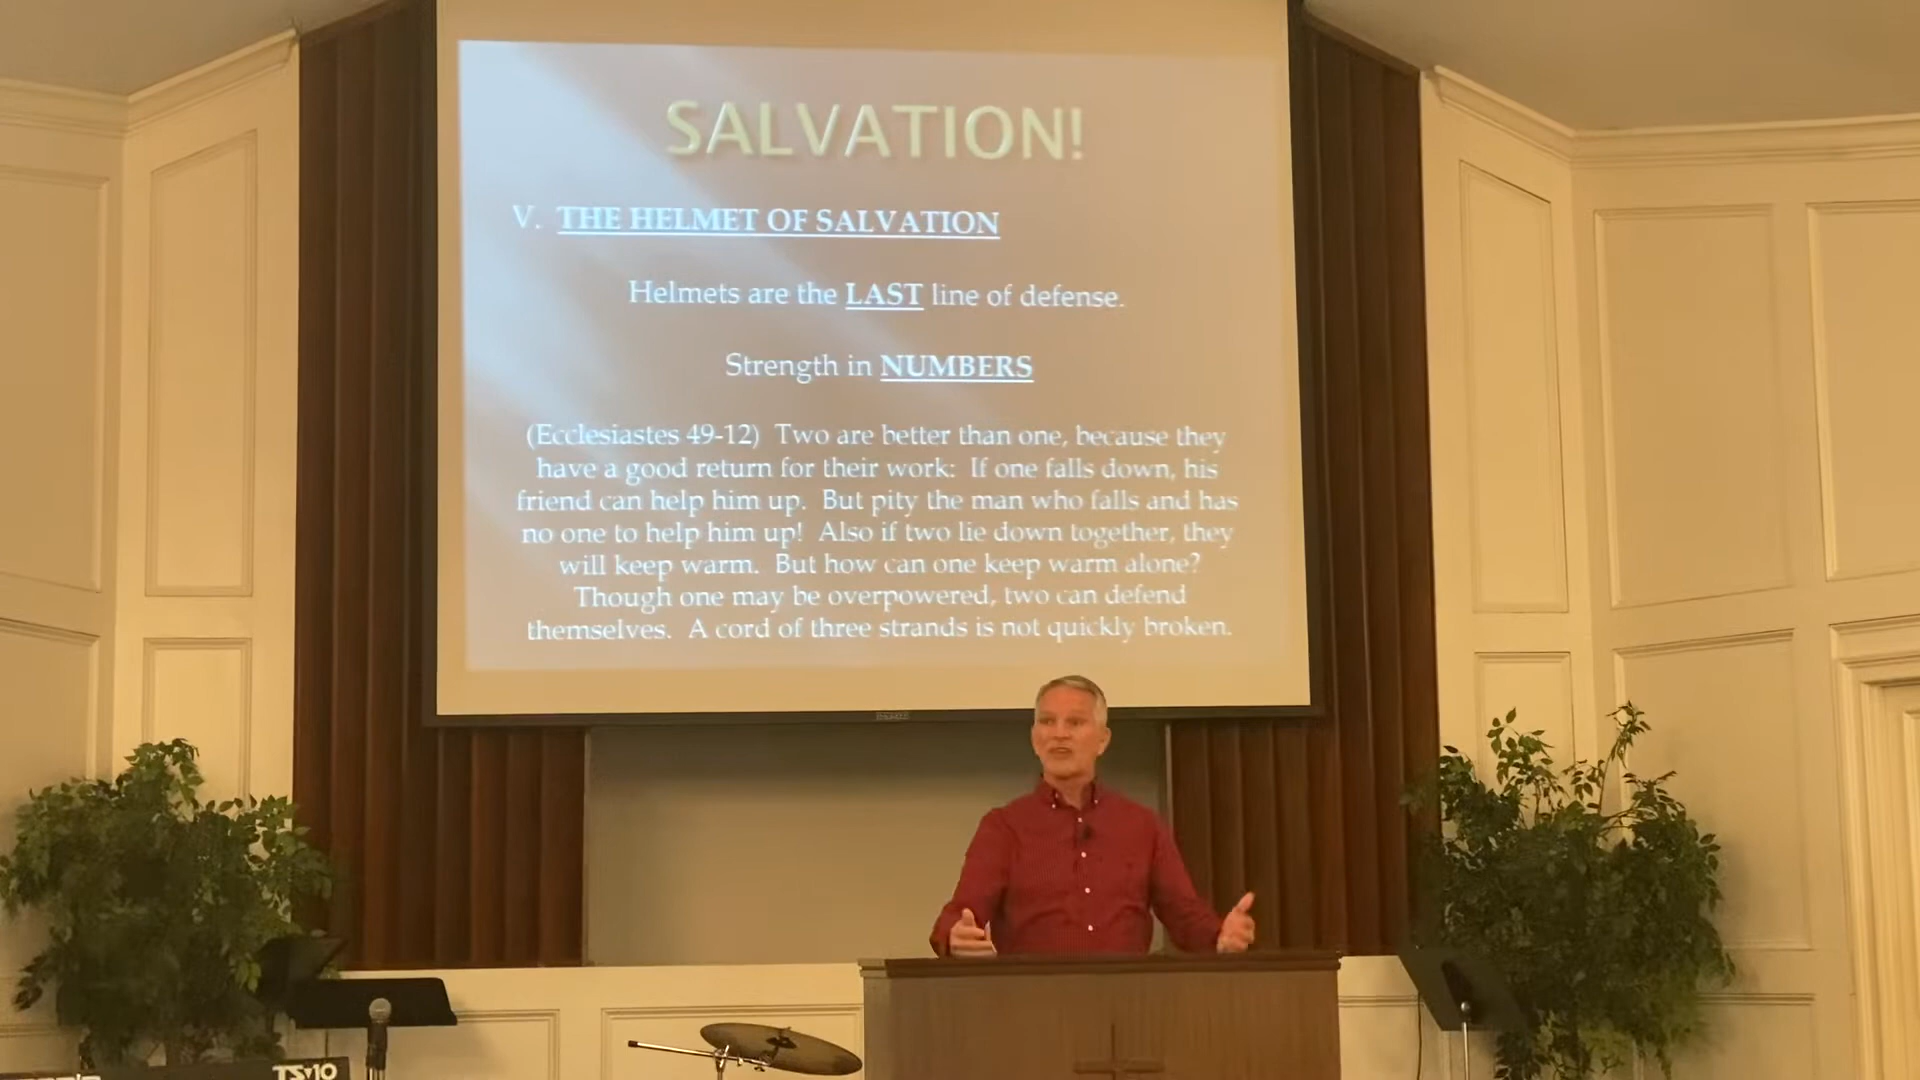 SALVATION!
V. THE HELMET OF SALVATION
Helmets are the LAST line of defense.
Strength in NUMBERS
(Ecclesiastes 49-12) Two are better than one, because they
have a good return for their work: If one falls down, his
friend can help him up. But pity the man who falls and has
no one to help him up! Also if two lie down together, they
will keep warm. But how can one keep warm alone?
Though one may be overpowered, two can defend
themselves. A cord of three strands is not quickly broken.
TS·10